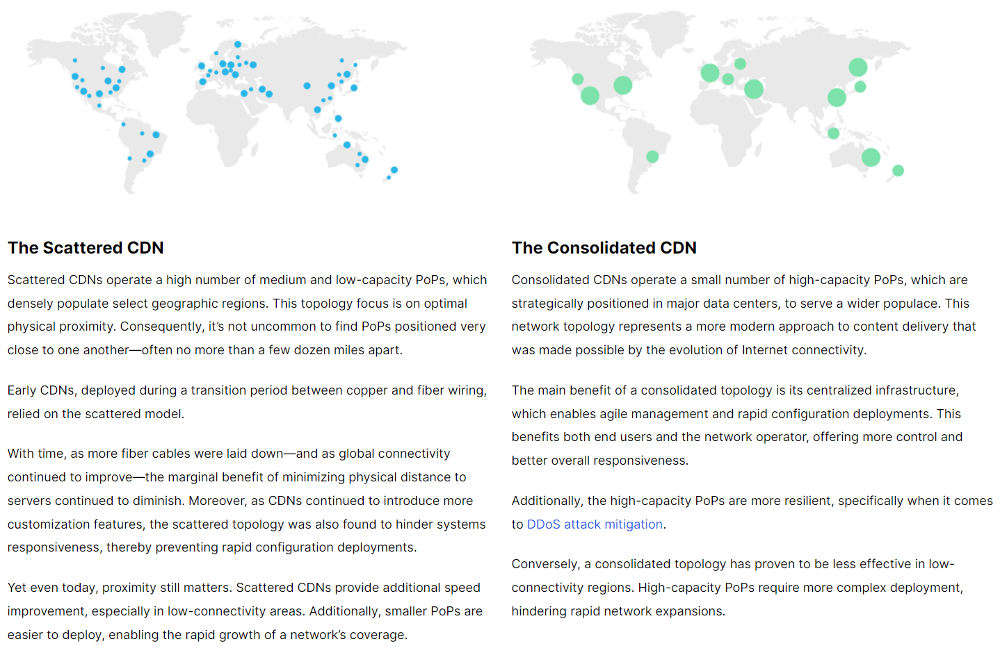 The Scattered CDN
Scattered CDNs operate a high number of medium and low-capacity PoPs, which
densely populate select geographic regions. This topology focus is on optimal
physical proximity. Consequently, it’s not uncommon to find PoPs positioned very
close to one another—often no more than a few dozen miles apart.
Early CDNs, deployed during a transition period between copper and fiber wiring,
relied on the scattered model.
With time, as more fiber cables were laid down—and as global connectivity
continued to improve—the marginal benefit of minimizing physical distance to
servers continued to diminish. Moreover, as CDNs continued to introduce more
customization features, the scattered topology was also found to hinder systems
responsiveness, thereby preventing rapid configuration deployments.
Yet even today, proximity still matters. Scattered CDNs provide additional speed
improvement, especially in low-connectivity areas. Additionally, smaller PoPs are
easier to deploy, enabling the rapid growth of a network’s coverage.
The Consolidated CDN
Consolidated CDNs operate a small number of high-capacity PoPs, which are
strategically positioned in major data centers, to serve a wider populace. This
network topology represents a more modern approach to content delivery that
was made possible by the evolution of Internet connectivity.
The main benefit of a consolidated topology is its centralized infrastructure,
which enables agile management and rapid configuration deployments. This
benefits both end users and the network operator, offering more control and
better overall responsiveness.
Additionally, the high-capacity PoPs are more resilient, specifically when it comes
to DDoS attack mitigation.
Conversely, a consolidated topology has proven to be less effective in low-
connectivity regions. High-capacity PoPs require more complex deployment,
hindering rapid network expansions.